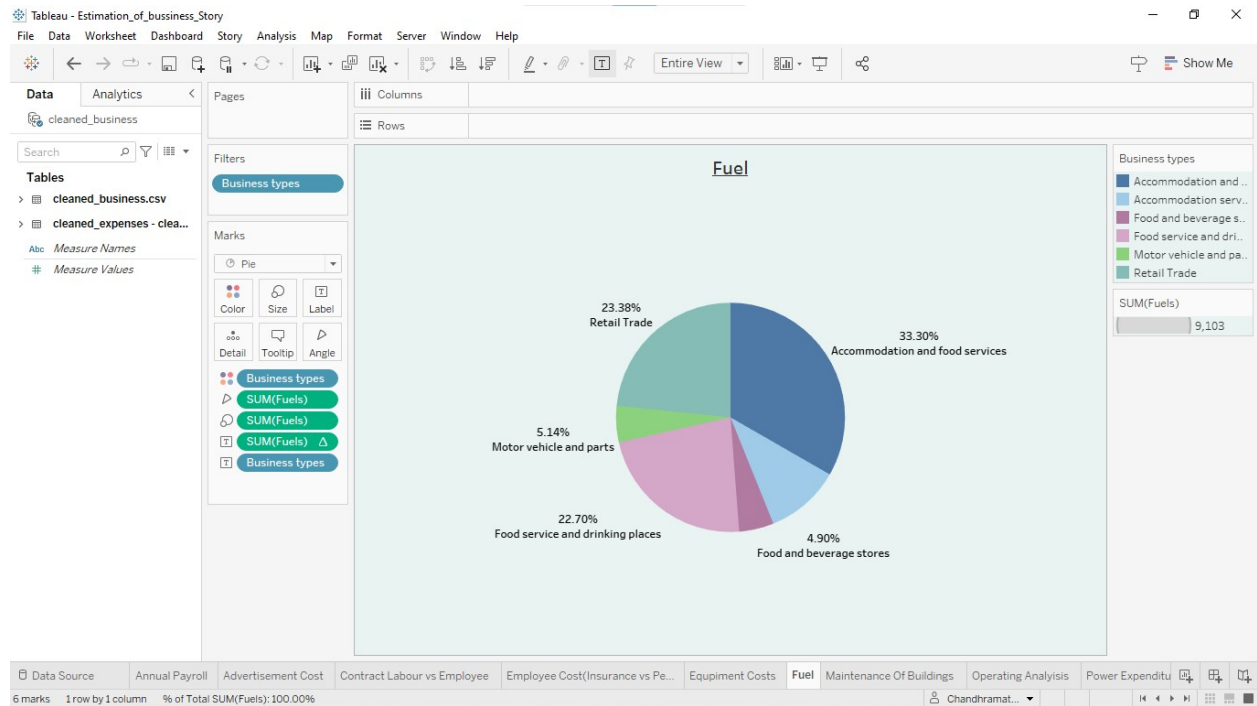 Tableau - Estimation_of_bussiness_Story
File Data Worksheet Dashboard Story Analysis Map Format Server Window Help
Entire View
Show Me
Data Analytics
cleaned_business
Search
Tables
cleaned_business.csv
cleaned_expenses - clea...
Abc Measure Names
# Measure Values
Pages
Filters
Business types
Marks
Pie
Color Size Label
Detail Tooltip Angle
Business types
SUM(Fuels)
SUM(Fuels)
SUM(Fuels) Δ
Business types
iii Columns
Rows
Fuel
23.38%
Retail Trade
33.30%
Accommodation and food services
5.14%
Motor vehicle and parts
22.70%
Food service and drinking places
4.90%
Food and beverage stores
Business types
Accommodation and ..
Accommodation serv..
Food and beverage s..
Food service and dri..
Motor vehicle and pa..
Retail Trade
SUM(Fuels)
9,103
Data Source Annual Payroll Advertisement Cost Contract Labour vs Employee Employee Cost(Insurance vs Pe... Equpiment Costs Fuel Maintenance Of Buildings Operating Analyisis Power Expenditu
6 marks 1 row by 1 column % of Total SUM(Fuels): 100.00% Chandhramat...